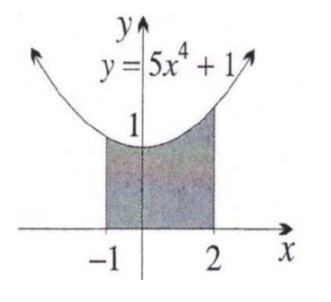 y
y = 5x⁴ + 1
1
-1
2
x